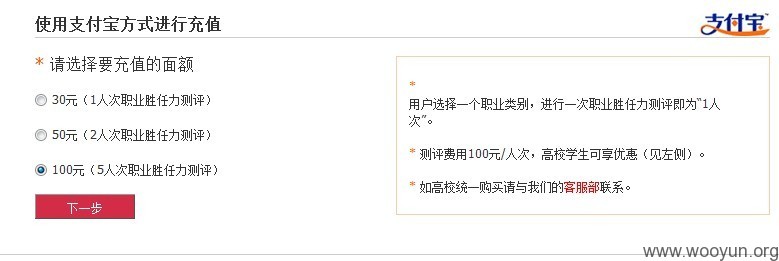 使用支付宝方式进行充值
支付宝
* 请选择要充值的面额
30元（1人次职业胜任力测评）
50元（2人次职业胜任力测评）
100元（5人次职业胜任力测评）
下一步
*
用户选择一个职业类别，进行一次职业胜任力测评即为“1人
次”。
* 测评费用100元/人次，高校学生可享优惠（见左侧）。
* 如高校统一购买请与我们的客服部联系。
www.wooyun.org